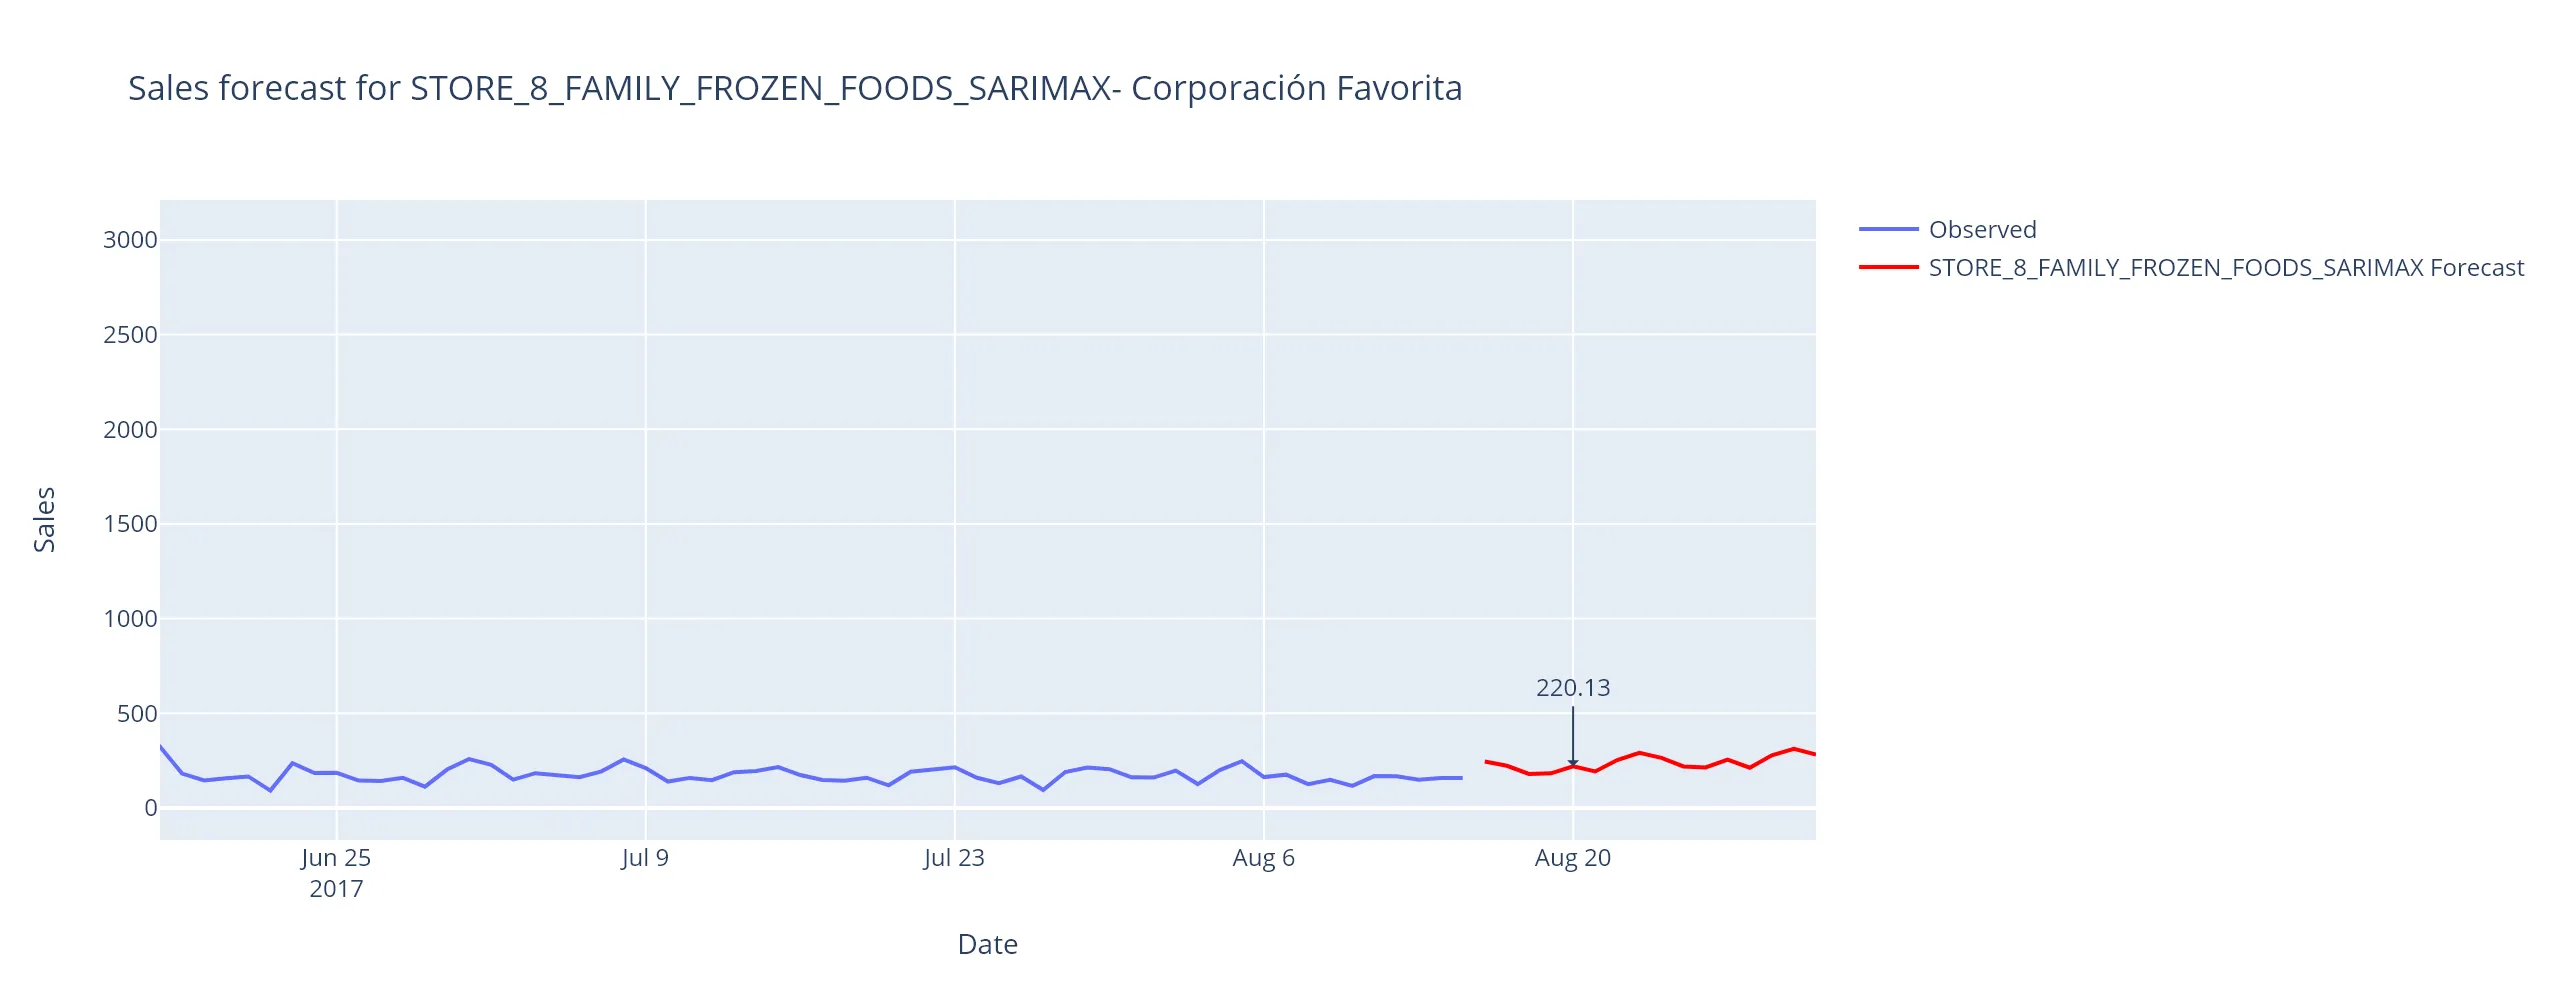 Sales forecast for STORE_8_FAMILY_FROZEN_FOODS_SARIMAX- Corporación Favorita
Observed
STORE_8_FAMILY_FROZEN_FOODS_SARIMAX Forecast
3000
2500
2000
1500
1000
500
0
Sales
220.13
Jun 25
2017
Jul 9
Jul 23
Aug 6
Aug 20
Date